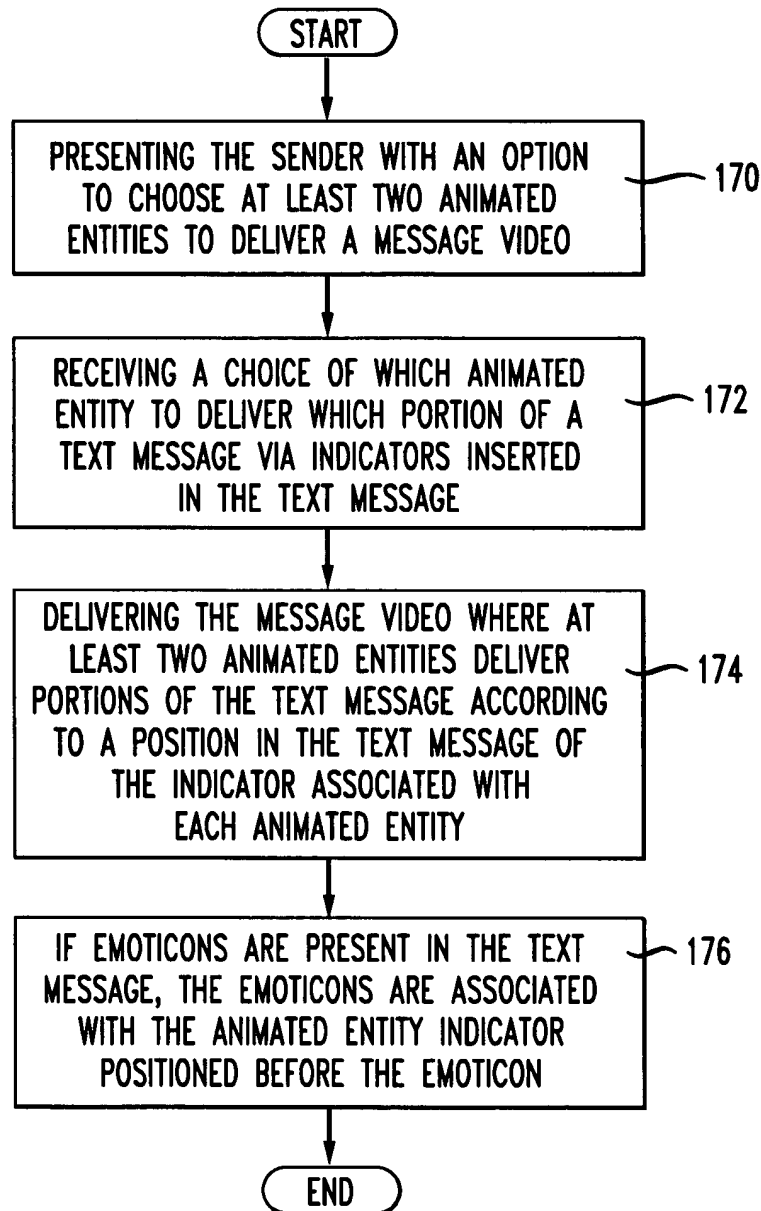 START
PRESENTING THE SENDER WITH AN OPTION
TO CHOOSE AT LEAST TWO ANIMATED
ENTITIES TO DELIVER A MESSAGE VIDEO
170
RECEIVING A CHOICE OF WHICH ANIMATED
ENTITY TO DELIVER WHICH PORTION OF A
TEXT MESSAGE VIA INDICATORS INSERTED
IN THE TEXT MESSAGE
172
DELIVERING THE MESSAGE VIDEO WHERE AT
LEAST TWO ANIMATED ENTITIES DELIVER
PORTIONS OF THE TEXT MESSAGE ACCORDING
TO A POSITION IN THE TEXT MESSAGE OF
THE INDICATOR ASSOCIATED WITH
EACH ANIMATED ENTITY
174
IF EMOTICONS ARE PRESENT IN THE TEXT
MESSAGE, THE EMOTICONS ARE ASSOCIATED
WITH THE ANIMATED ENTITY INDICATOR
POSITIONED BEFORE THE EMOTICON
176
END